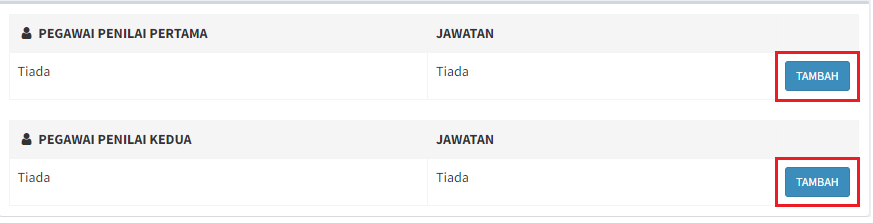 PEGAWAI PENILAI PERTAMA JAWATAN
Tiada Tiada TAMBAH
PEGAWAI PENILAI KEDUA JAWATAN
Tiada Tiada TAMBAH